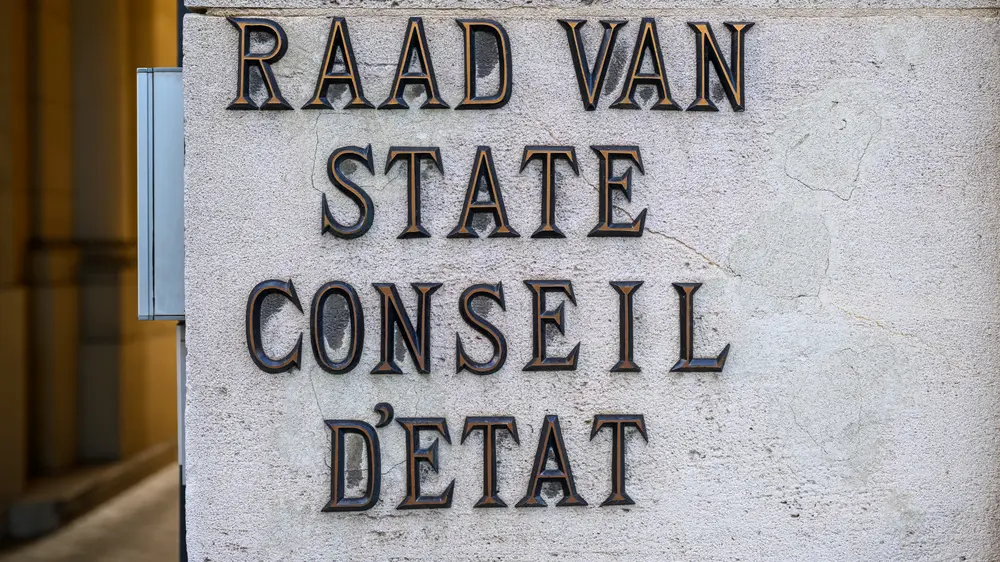 RAAD VAN
STATE
CONSEIL
D'ETAT